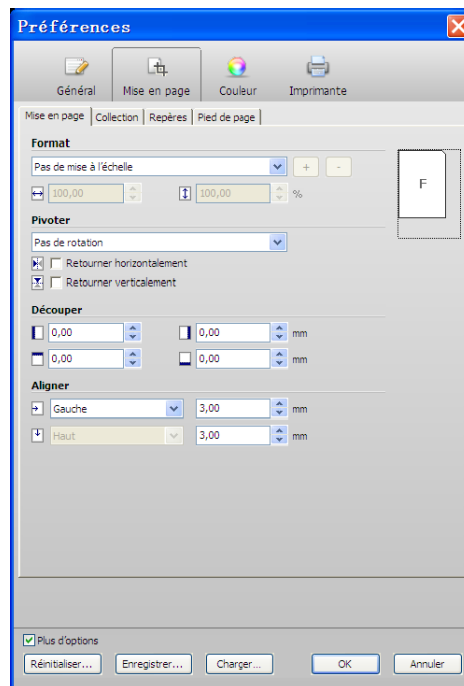 Préférences
Général Mise en page Couleur Imprimante
Mise en page Collection Repères Pied de page
Format
Pas de mise à l'échelle + -
100,00 100,00 %
F
Pivoter
Pas de rotation
Retourner horizontalement
Retourner verticalement
Découper
0,00 0,00 mm
0,00 0,00 mm
Aligner
Gauche 3,00 mm
Haut 3,00 mm
Plus d'options
Réinitialiser... Enregistrer... Charger... OK Annuler